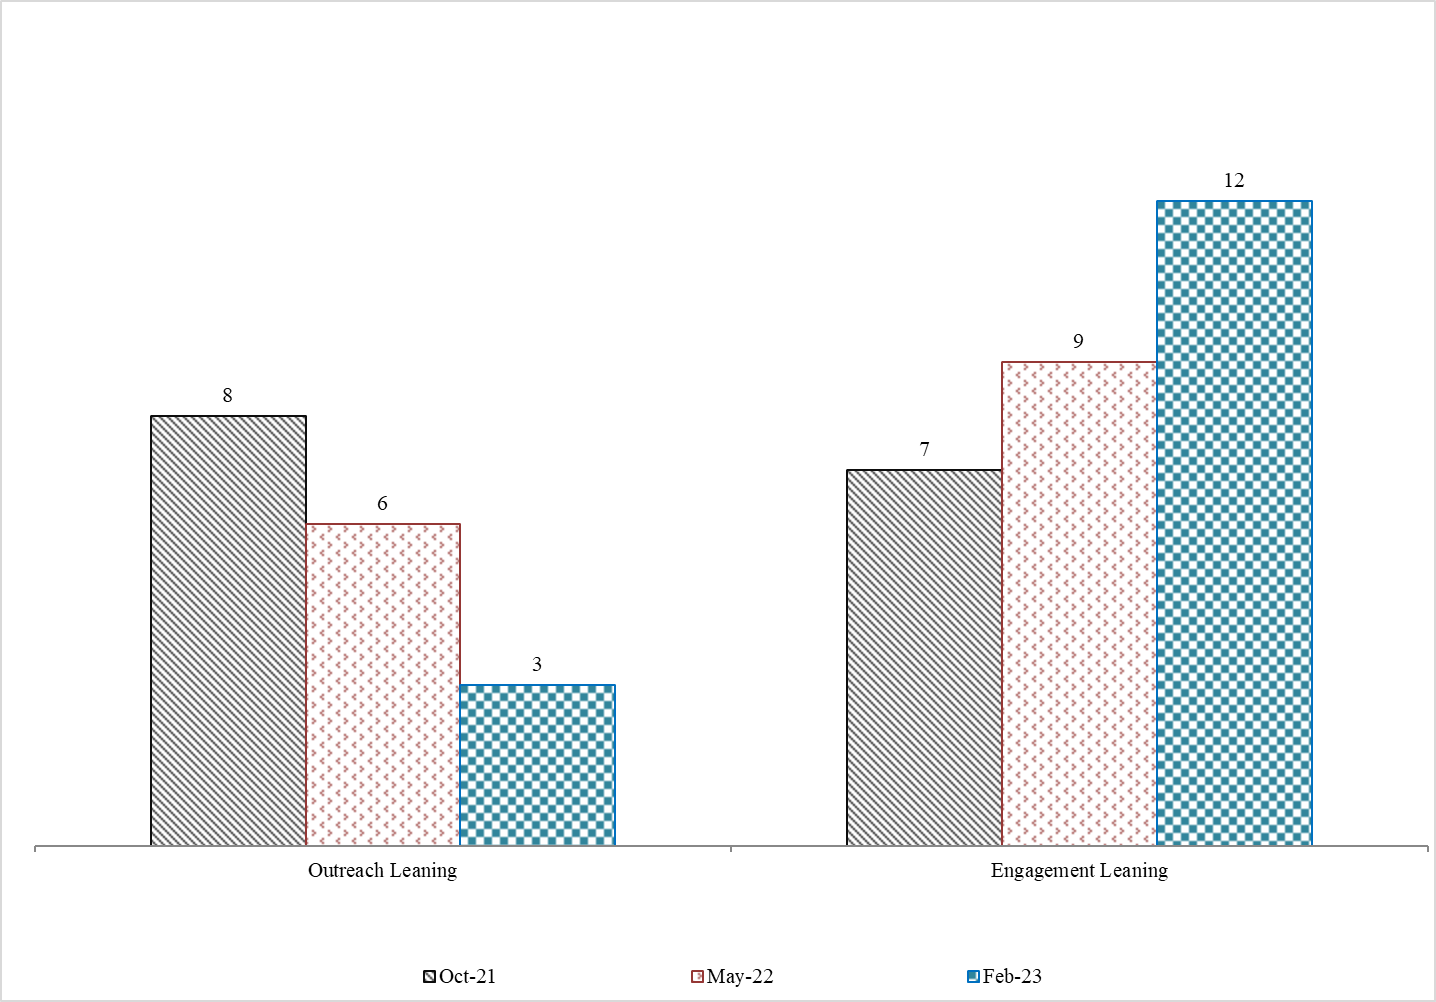 12
9
8
7
6
3
Outreach Leaning
Engagement Leaning
Oct-21
May-22
Feb-23